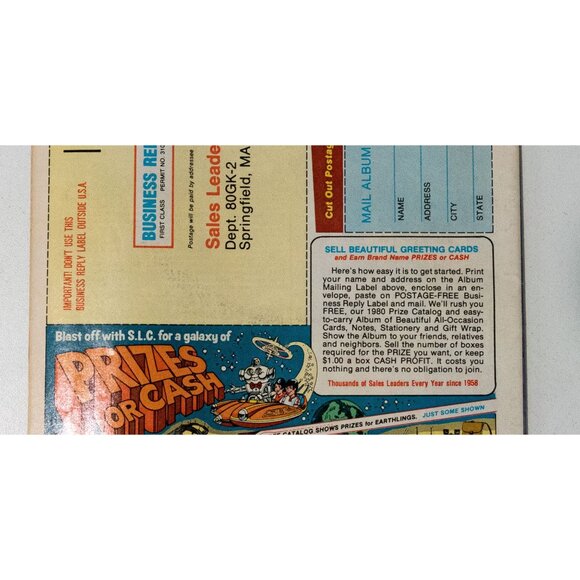 IMPORTANT! DON'T USE THIS
BUSINESS REPLY LABEL OUTSIDE U.S.A.
BUSINESS RE
FIRST CLASS PERMIT NO. 310
Postage will be paid by addressee
Sales Leade
Dept. 80GK-2
Springfield, MA
Cut Out Postag
MAIL ALBUM
NAME
ADDRESS
CITY
STATE
SELL BEAUTIFUL GREETING CARDS
and Earn Brand Name PRIZES or CASH
Here's how easy it is to get started. Print
your name and address on the Album
Mailing Label above, enclose in an en-
velope, paste on POSTAGE-FREE Busi-
ness Reply Label and mail. We'll rush you
FREE, our 1980 Prize Catalog and easy-
to-carry Album of Beautiful All-Occasion
Cards, Notes, Stationery and Gift Wrap.
Show the Album to your friends, relatives
and neighbors. Sell the number of boxes
required for the PRIZE you want, or keep
$1.00 a box CASH PROFIT. It costs you
nothing and there's no obligation to join.
Thousands of Sales Leaders Every Year since 1958
Blast off with S.L.C. for a galaxy of
PRIZES
OR CASH
CATALOG SHOWS PRIZES for EARTHLINGS. JUST SOME SHOWN